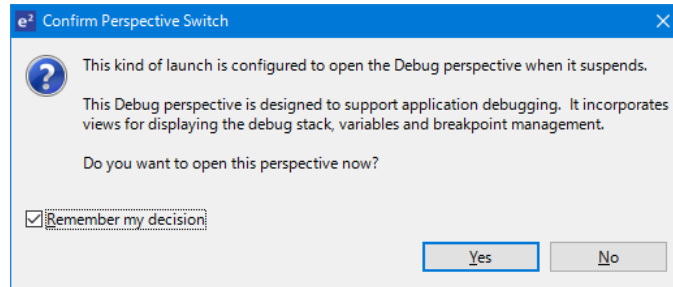 e² Confirm Perspective Switch
This kind of launch is configured to open the Debug perspective when it suspends.
This Debug perspective is designed to support application debugging.  It incorporates
views for displaying the debug stack, variables and breakpoint management.
Do you want to open this perspective now?
Remember my decision
Yes No